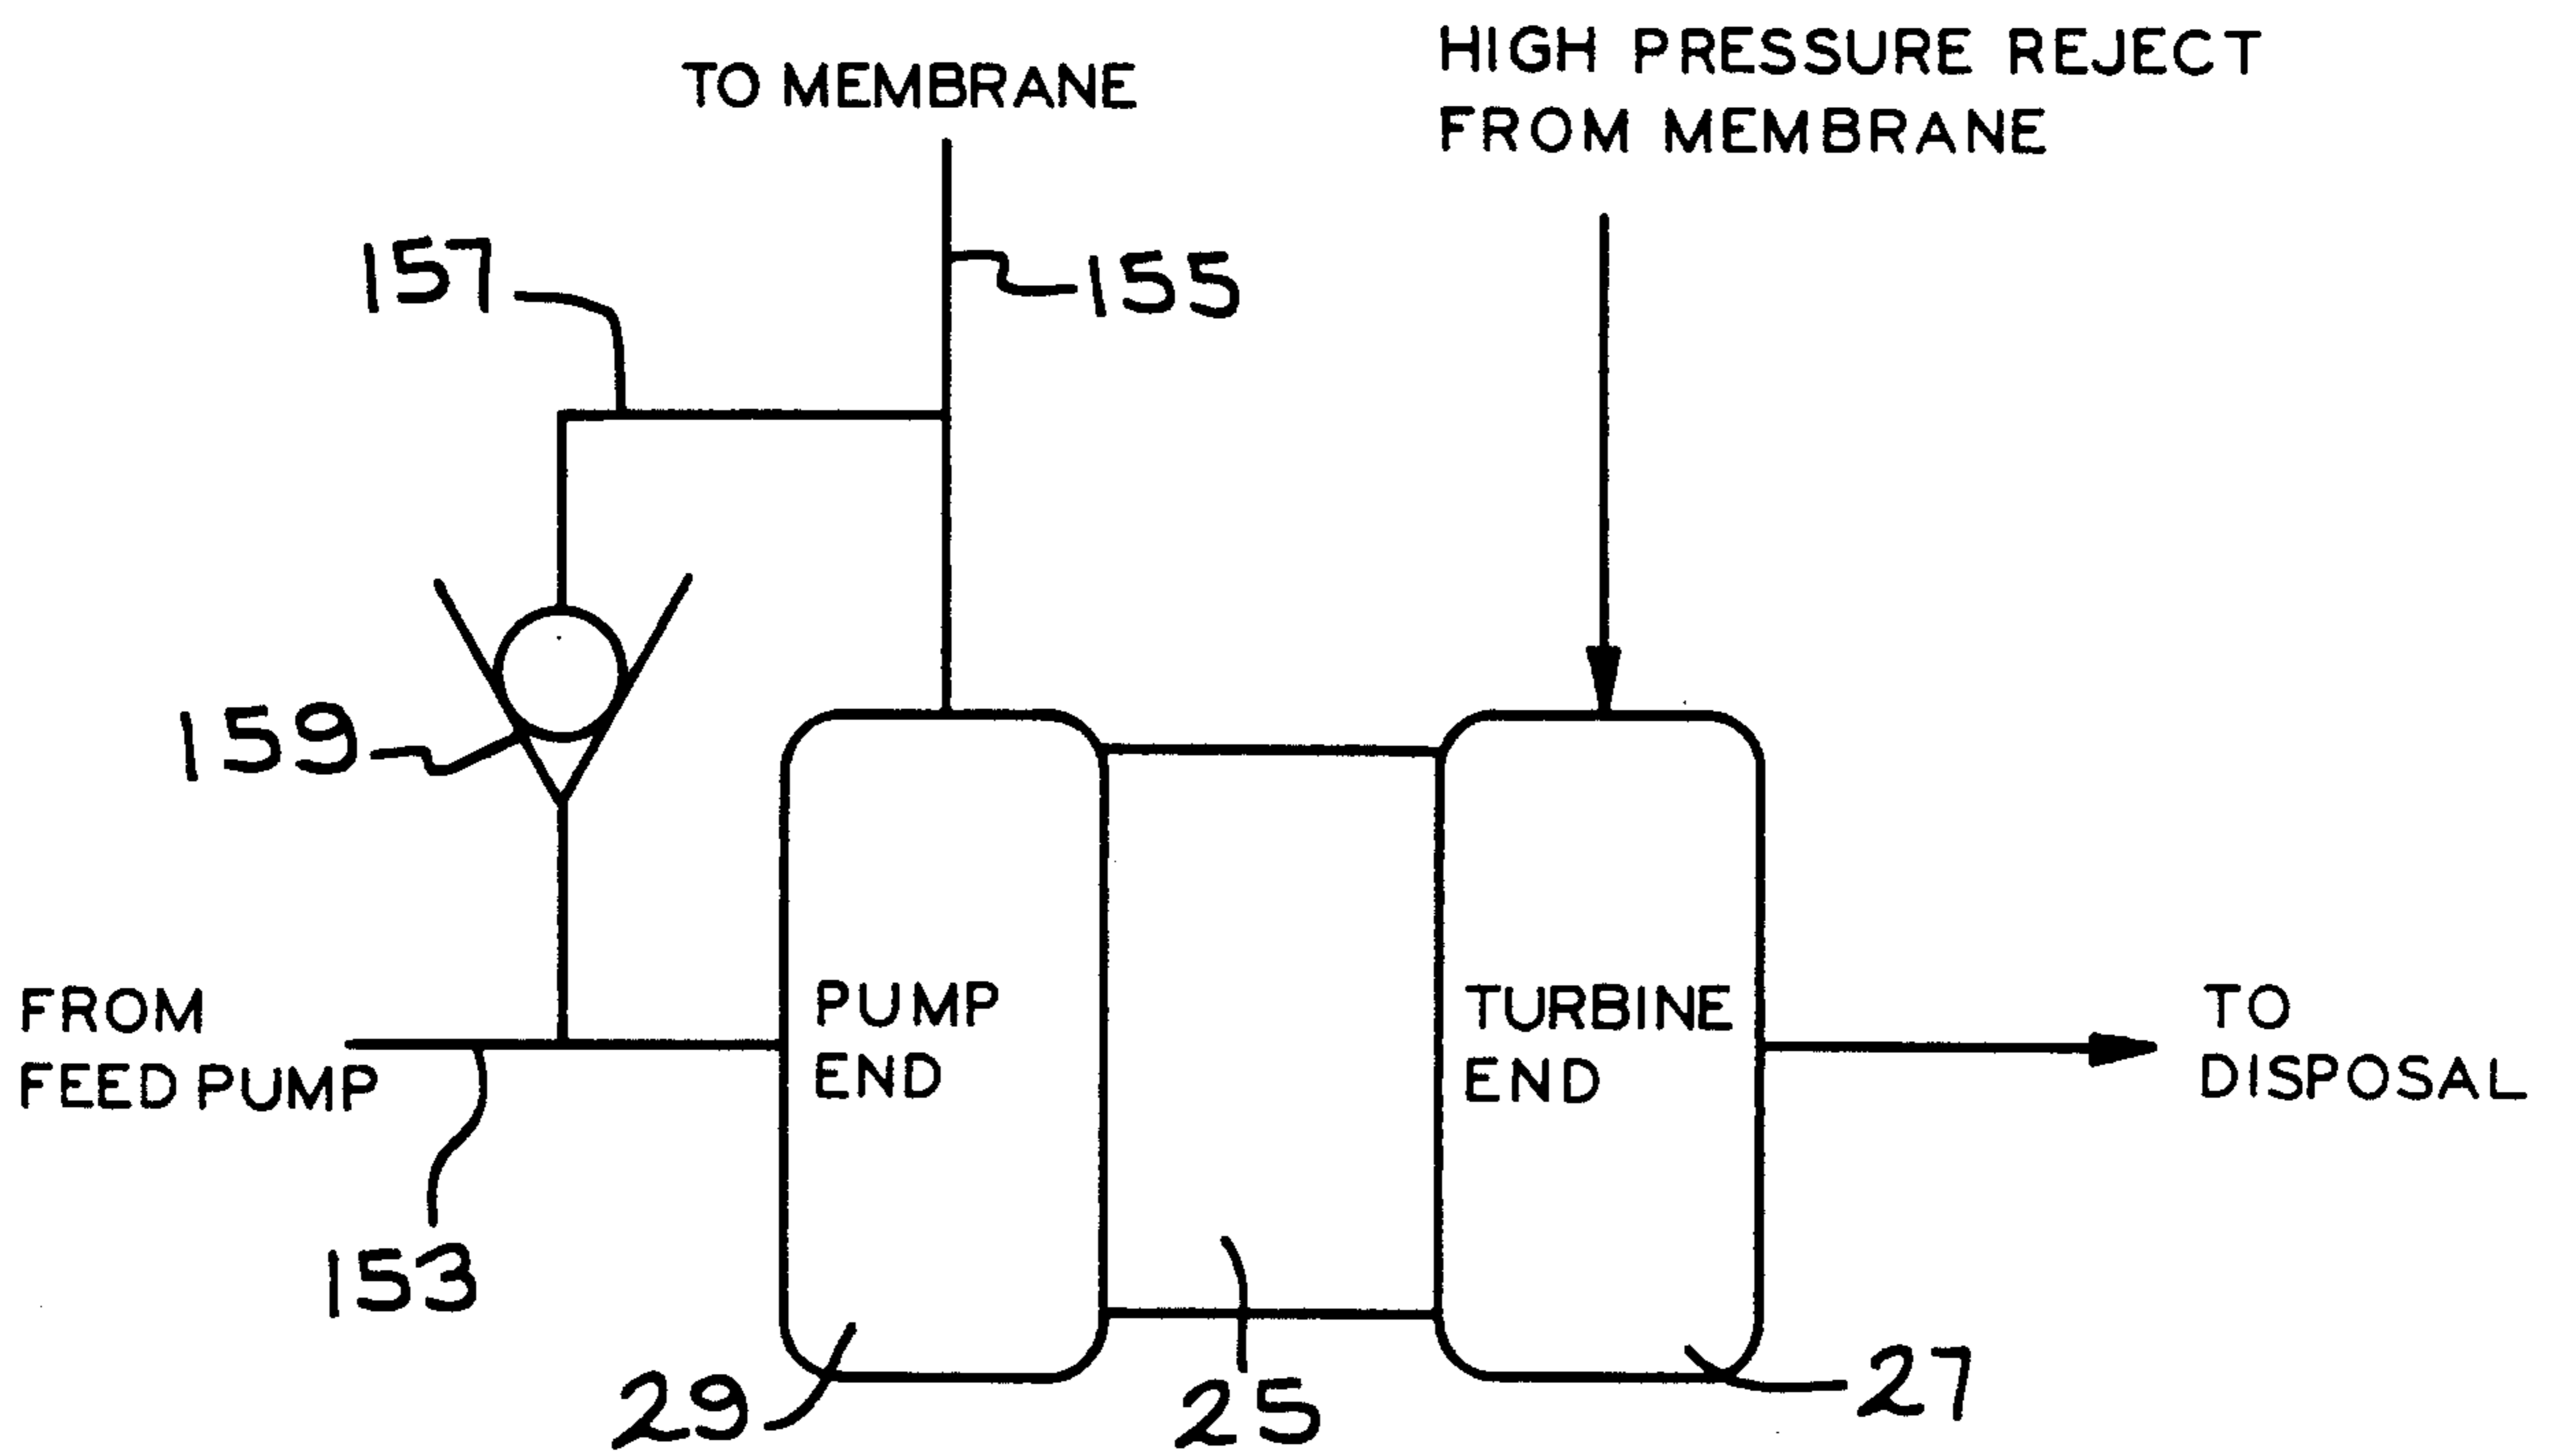 TO MEMBRANE
HIGH PRESSURE REJECT
FROM MEMBRANE
157
155
159
FROM
FEED PUMP
PUMP
END
TURBINE
END
TO
DISPOSAL
153
29
25
27